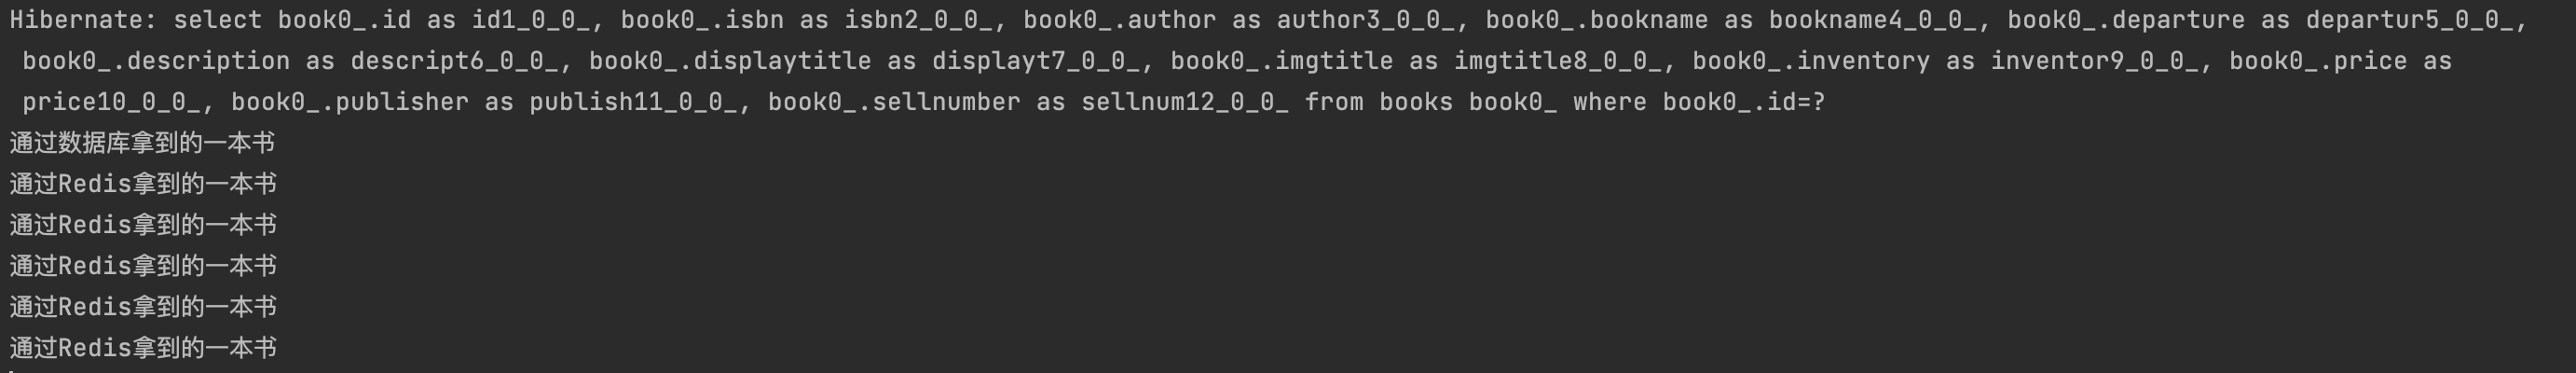 Hibernate: select book0_.id as id1_0_0_, book0_.isbn as isbn2_0_0_, book0_.author as author3_0_0_, book0_.bookname as bookname4_0_0_, book0_.departure as departur5_0_0_,
book0_.description as descript6_0_0_, book0_.displaytitle as displayt7_0_0_, book0_.imgtitle as imgtitle8_0_0_, book0_.inventory as inventor9_0_0_, book0_.price as
price10_0_0_, book0_.publisher as publish11_0_0_, book0_.sellnumber as sellnum12_0_0_ from books book0_ where book0_.id=?
通过数据库拿到的一本书
通过Redis拿到的一本书
通过Redis拿到的一本书
通过Redis拿到的一本书
通过Redis拿到的一本书
通过Redis拿到的一本书